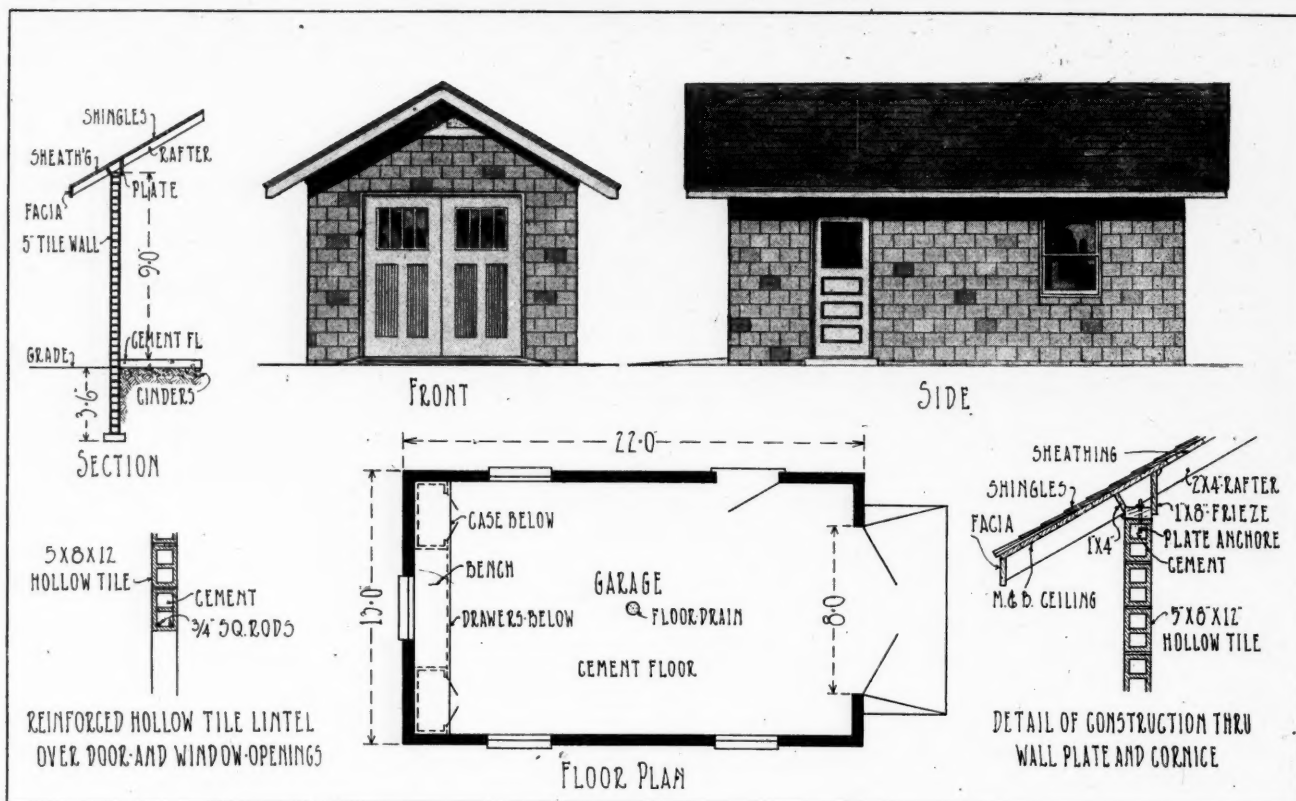 SHINGLES
SHEATH'G
RAFTER
PLATE
FACIA
5" TILE WALL
9'-0"
CEMENT FL
GRADE
CINDERS
3'-6"
SECTION
FRONT
SIDE
22'-0"
13'-0"
CASE BELOW
BENCH
DRAWERS BELOW
GARAGE
FLOOR DRAIN
CEMENT FLOOR
8'-0"
FLOOR PLAN
5X8X12
HOLLOW TILE
CEMENT
3/4" SQ. RODS
REINFORCED HOLLOW TILE LINTEL
OVER DOOR AND WINDOW OPENINGS
SHEATHING
SHINGLES
2X4 RAFTER
FACIA
1X8" FRIEZE
1X4
PLATE ANCHORE
CEMENT
M. & B. CEILING
5"X8"X12"
HOLLOW TILE
DETAIL OF CONSTRUCTION THRU
WALL PLATE AND CORNICE